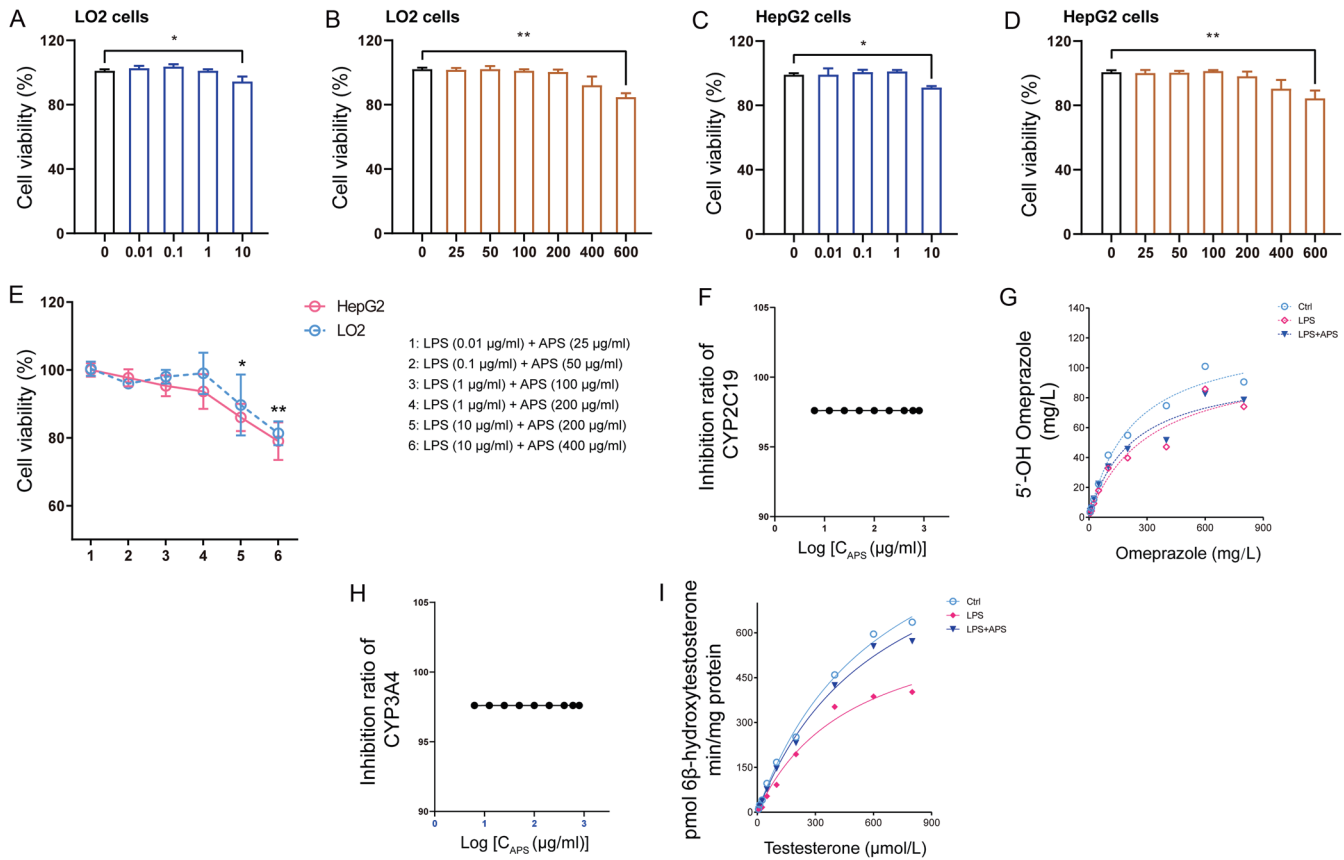 A
LO2 cells
Cell viability (%)
120
80
40
0
*
0 0.01 0.1 1 10
B
LO2 cells
Cell viability (%)
120
80
40
0
**
0 25 50 100 200 400 600
C
HepG2 cells
Cell viability (%)
120
80
40
0
*
0 0.01 0.1 1 10
D
HepG2 cells
Cell viability (%)
120
80
40
0
**
0 25 50 100 200 400 600
E
Cell viability (%)
120
100
80
60
*
**
1 2 3 4 5 6
HepG2
LO2
1: LPS (0.01 µg/ml) + APS (25 µg/ml)
2: LPS (0.1 µg/ml) + APS (50 µg/ml)
3: LPS (1 µg/ml) + APS (100 µg/ml)
4: LPS (1 µg/ml) + APS (200 µg/ml)
5: LPS (10 µg/ml) + APS (200 µg/ml)
6: LPS (10 µg/ml) + APS (400 µg/ml)
F
Inhibition ratio of
CYP2C19
105
100
95
90
0 1 2 3
Log [CAPS (µg/ml)]
G
5'-OH Omeprazole
(mg/L)
140
120
100
80
60
40
20
0
0 300 600 900
Omeprazole (mg/L)
Ctrl
LPS
LPS+APS
H
Inhibition ratio of
CYP3A4
105
100
95
90
0 1 2 3
Log [CAPS (µg/ml)]
I
pmol 6β-hydroxytestosterone
min/mg protein
600
450
300
150
0
0 300 600 900
Testesterone (µmol/L)
Ctrl
LPS
LPS+APS